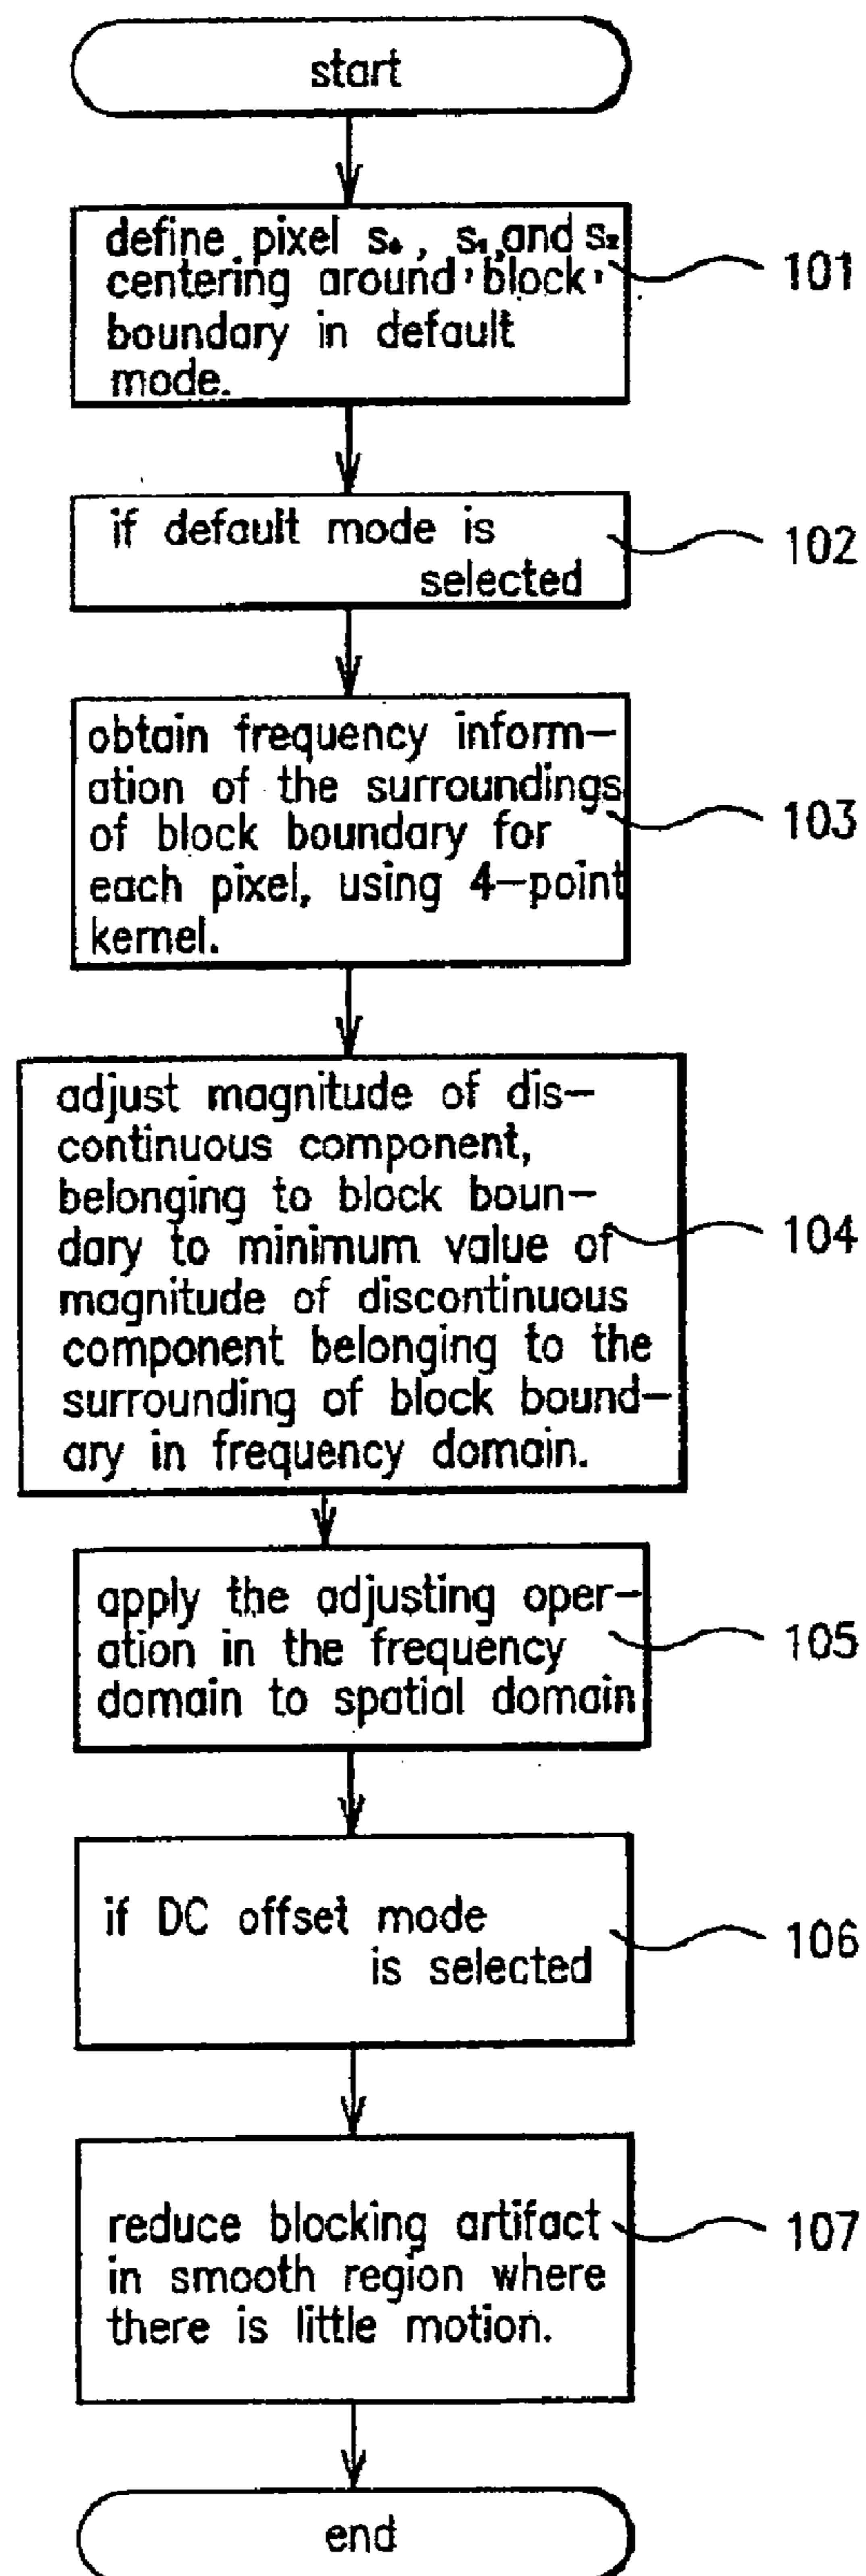 start
define pixel s₀, s₁, and s₂
centering around block
boundary in default
mode.
101
if default mode is
selected
102
obtain frequency inform-
ation of the surroundings
of block boundary for
each pixel, using 4-point
kernel.
103
adjust magnitude of dis-
continuous component,
belonging to block boun-
dary to minimum value of
magnitude of discontinuous
component belonging to the
surrounding of block bound-
ary in frequency domain.
104
apply the adjusting oper-
ation in the frequency
domain to spatial domain
105
if DC offset mode
is selected
106
reduce blocking artifact
in smooth region where
there is little motion.
107
end